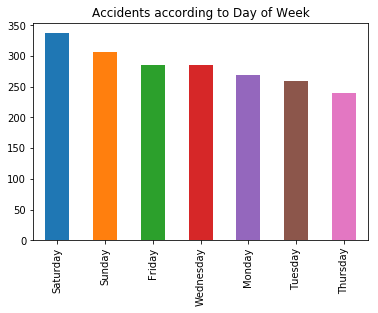 Accidents according to Day of Week
350
300
250
200
150
100
50
0
Saturday
Sunday
Friday
Wednesday
Monday
Tuesday
Thursday